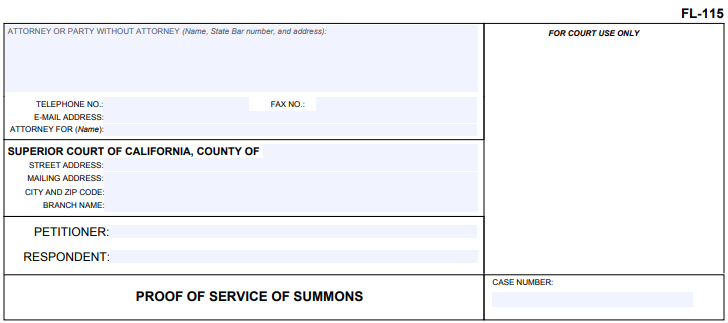 FL-115
ATTORNEY OR PARTY WITHOUT ATTORNEY (Name, State Bar number, and address):
FOR COURT USE ONLY
TELEPHONE NO.: FAX NO.:
E-MAIL ADDRESS:
ATTORNEY FOR (Name):
SUPERIOR COURT OF CALIFORNIA, COUNTY OF
STREET ADDRESS:
MAILING ADDRESS:
CITY AND ZIP CODE:
BRANCH NAME:
PETITIONER:
RESPONDENT:
PROOF OF SERVICE OF SUMMONS
CASE NUMBER: